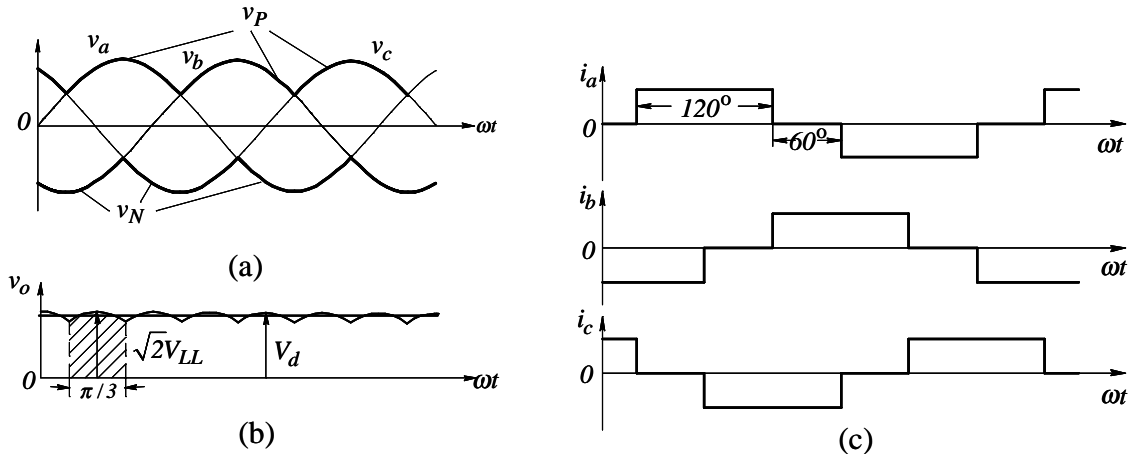 v_P
v_a
v_b
v_c
0
ωt
v_N
(a)
v_o
√2V_LL
V_d
0
π/3
ωt
(b)
i_a
120°
0
60°
ωt
i_b
0
ωt
i_c
0
ωt
(c)